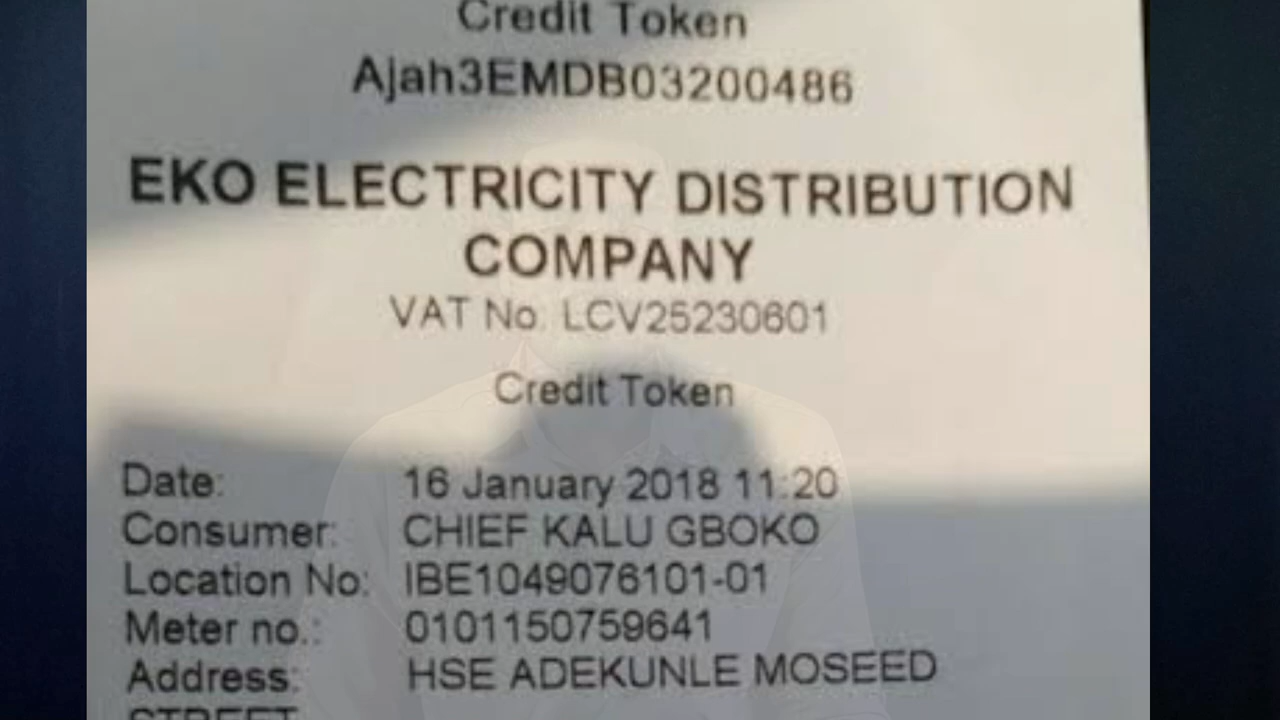 Credit Token
Ajah3EMDB03200486
EKO ELECTRICITY DISTRIBUTION
COMPANY
VAT No. LCV25230601
Credit Token
Date: 16 January 2018 11:20
Consumer: CHIEF KALU GBOKO
Location No: IBE1049076101-01
Meter no.: 0101150759641
Address: HSE ADEKUNLE MOSEED
STREET